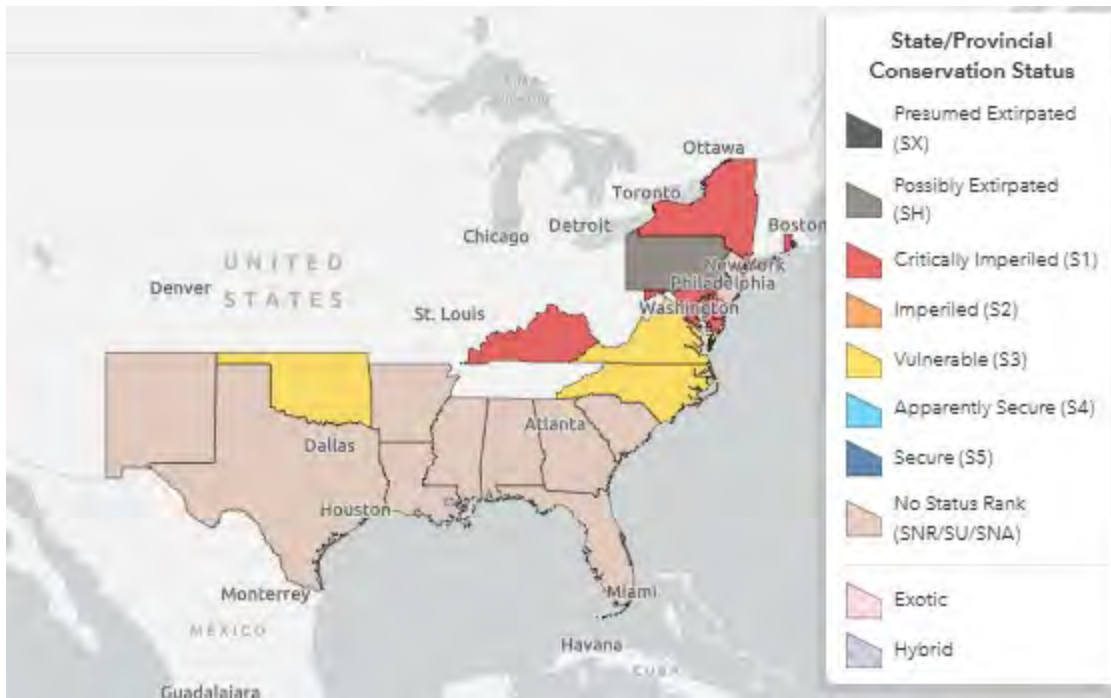 State/Provincial
Conservation Status
Presumed Extirpated
(SX)
Possibly Extirpated
(SH)
Critically Imperiled (S1)
Imperiled (S2)
Vulnerable (S3)
Apparently Secure (S4)
Secure (S5)
No Status Rank
(SNR/SU/SNA)
Exotic
Hybrid
Ottawa
Toronto
Boston
Detroit
Chicago
New York
Philadelphia
UNITED
STATES
Denver
Washington
St. Louis
Atlanta
Dallas
Houston
Monterrey
Miami
MÉXICO
Havana
CUBA
Guadalajara